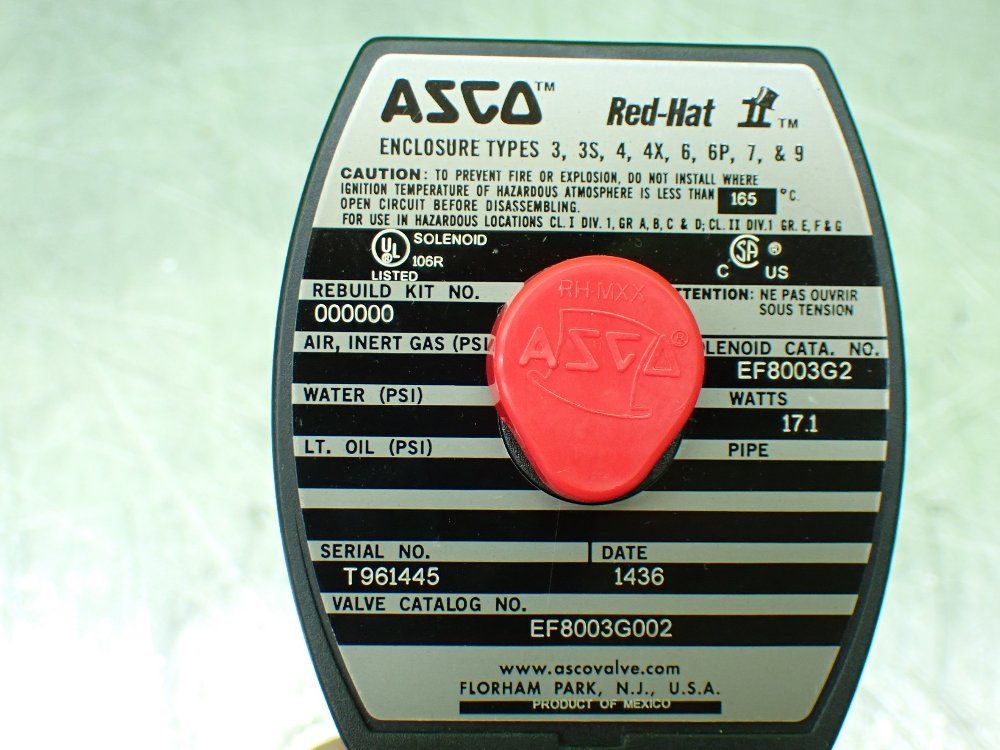 ASCO™
Red-Hat II™
ENCLOSURE TYPES 3, 3S, 4, 4X, 6, 6P, 7, & 9
CAUTION: TO PREVENT FIRE OR EXPLOSION, DO NOT INSTALL WHERE
IGNITION TEMPERATURE OF HAZARDOUS ATMOSPHERE IS LESS THAN 165 °C.
OPEN CIRCUIT BEFORE DISASSEMBLING.
FOR USE IN HAZARDOUS LOCATIONS CL. I DIV. 1, GR A, B, C & D; CL. II DIV.1 GR. E, F & G
UL® LISTED
SOLENOID
106R
C SA® US
REBUILD KIT NO.
000000
RH-MXX
ASCO®
TENTION: NE PAS OUVRIR
SOUS TENSION
AIR, INERT GAS (PSI
LENOID CATA. NO.
EF8003G2
WATER (PSI)
WATTS
17.1
LT. OIL (PSI)
PIPE
SERIAL NO.
DATE
T961445
1436
VALVE CATALOG NO.
EF8003G002
www.ascovalve.com
FLORHAM PARK, N.J., U.S.A.
PRODUCT OF MEXICO